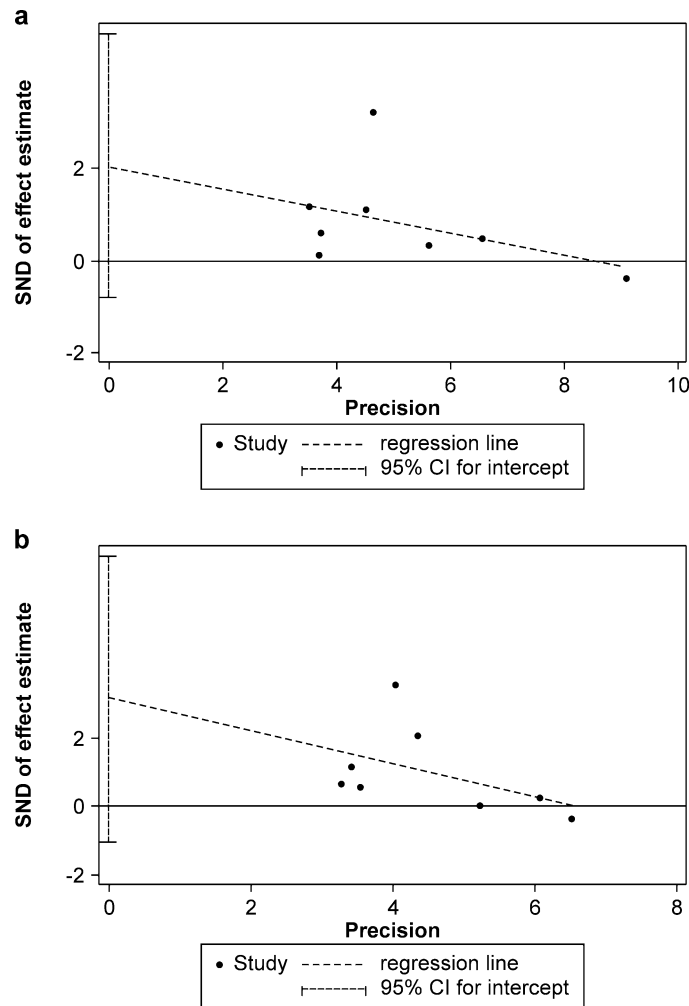 a
SND of effect estimate
2
0
-2
0 2 4 6 8 10
Precision
Study regression line
95% CI for intercept
b
SND of effect estimate
2
0
-2
0 2 4 6 8
Precision
Study regression line
95% CI for intercept